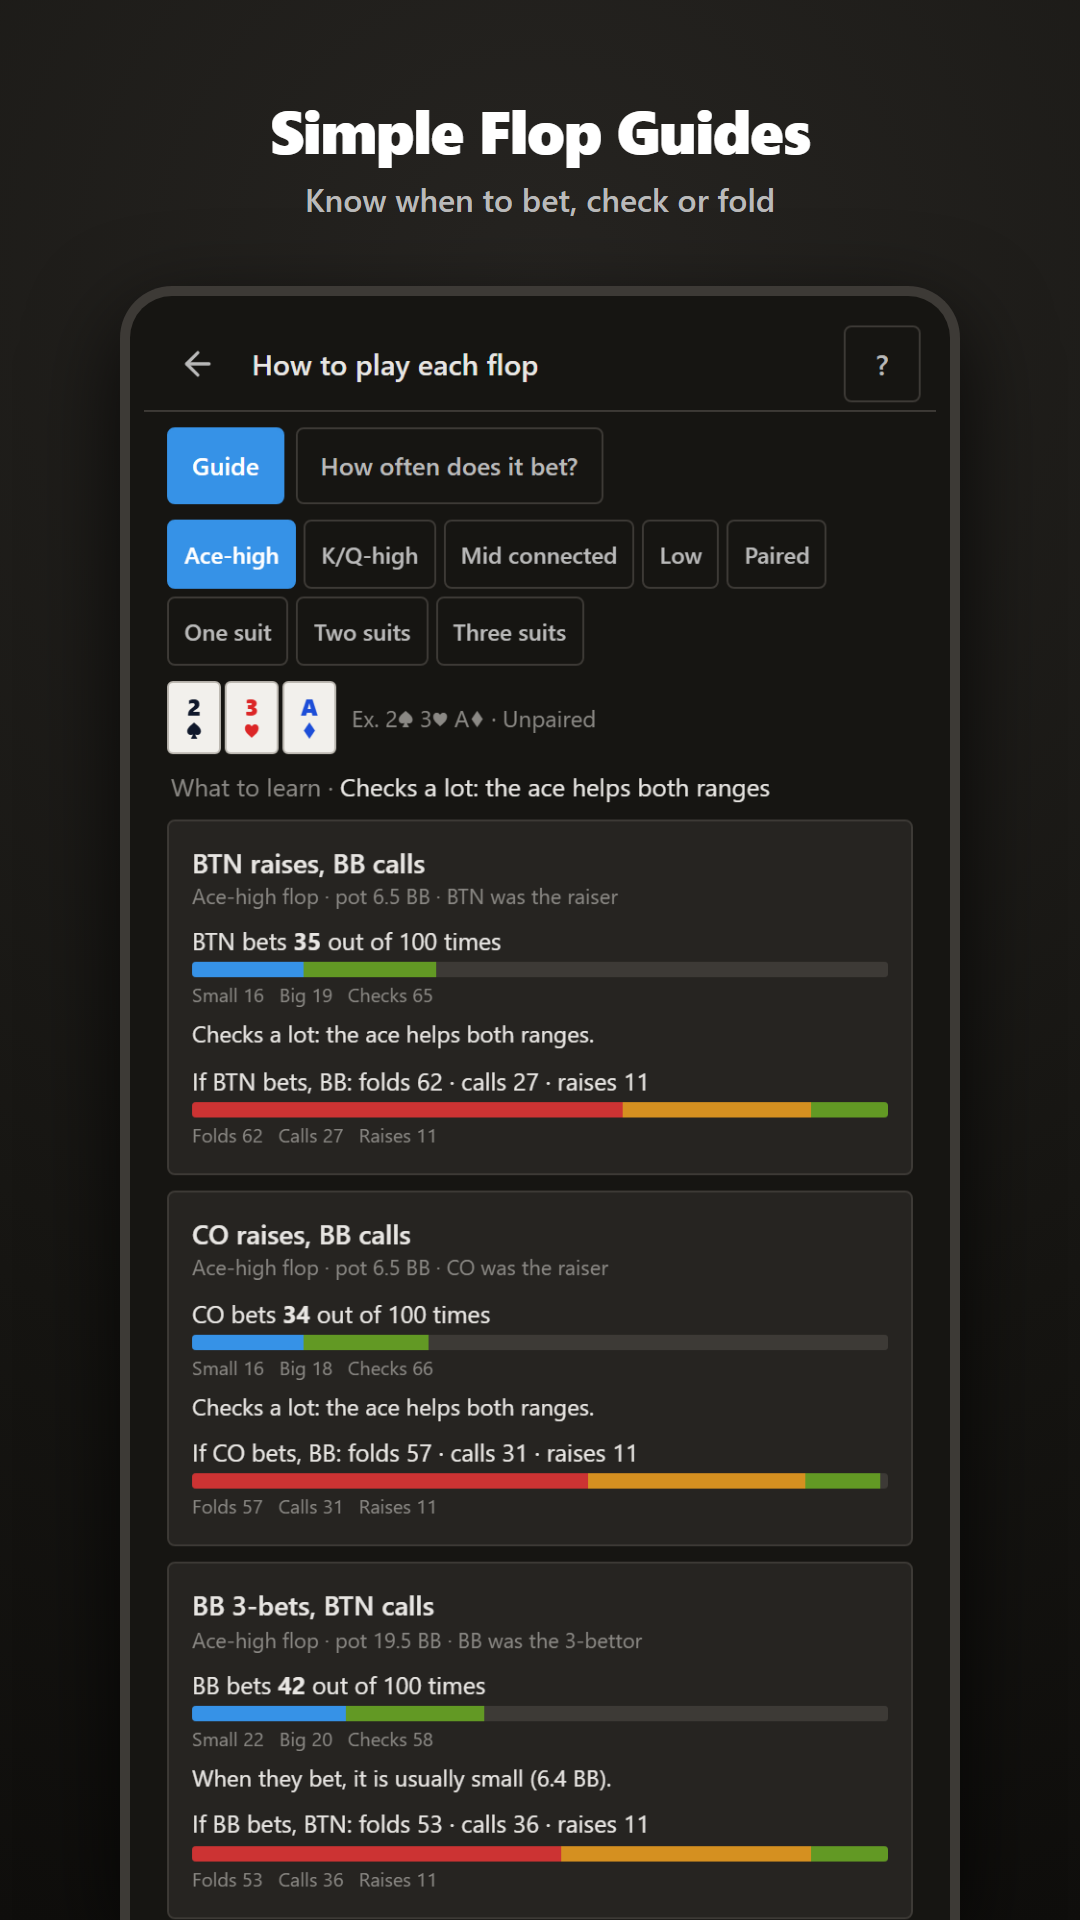 Simple Flop Guides
Know when to bet, check or fold
← How to play each flop ?
Guide How often does it bet?
Ace-high K/Q-high Mid connected Low Paired
One suit Two suits Three suits
2♠ 3♥ A♦ Ex. 2♠ 3♥ A♦ · Unpaired
What to learn · Checks a lot: the ace helps both ranges
BTN raises, BB calls
Ace-high flop · pot 6.5 BB · BTN was the raiser
BTN bets 35 out of 100 times
Small 16 Big 19 Checks 65
Checks a lot: the ace helps both ranges.
If BTN bets, BB: folds 62 · calls 27 · raises 11
Folds 62 Calls 27 Raises 11
CO raises, BB calls
Ace-high flop · pot 6.5 BB · CO was the raiser
CO bets 34 out of 100 times
Small 16 Big 18 Checks 66
Checks a lot: the ace helps both ranges.
If CO bets, BB: folds 57 · calls 31 · raises 11
Folds 57 Calls 31 Raises 11
BB 3-bets, BTN calls
Ace-high flop · pot 19.5 BB · BB was the 3-bettor
BB bets 42 out of 100 times
Small 22 Big 20 Checks 58
When they bet, it is usually small (6.4 BB).
If BB bets, BTN: folds 53 · calls 36 · raises 11
Folds 53 Calls 36 Raises 11